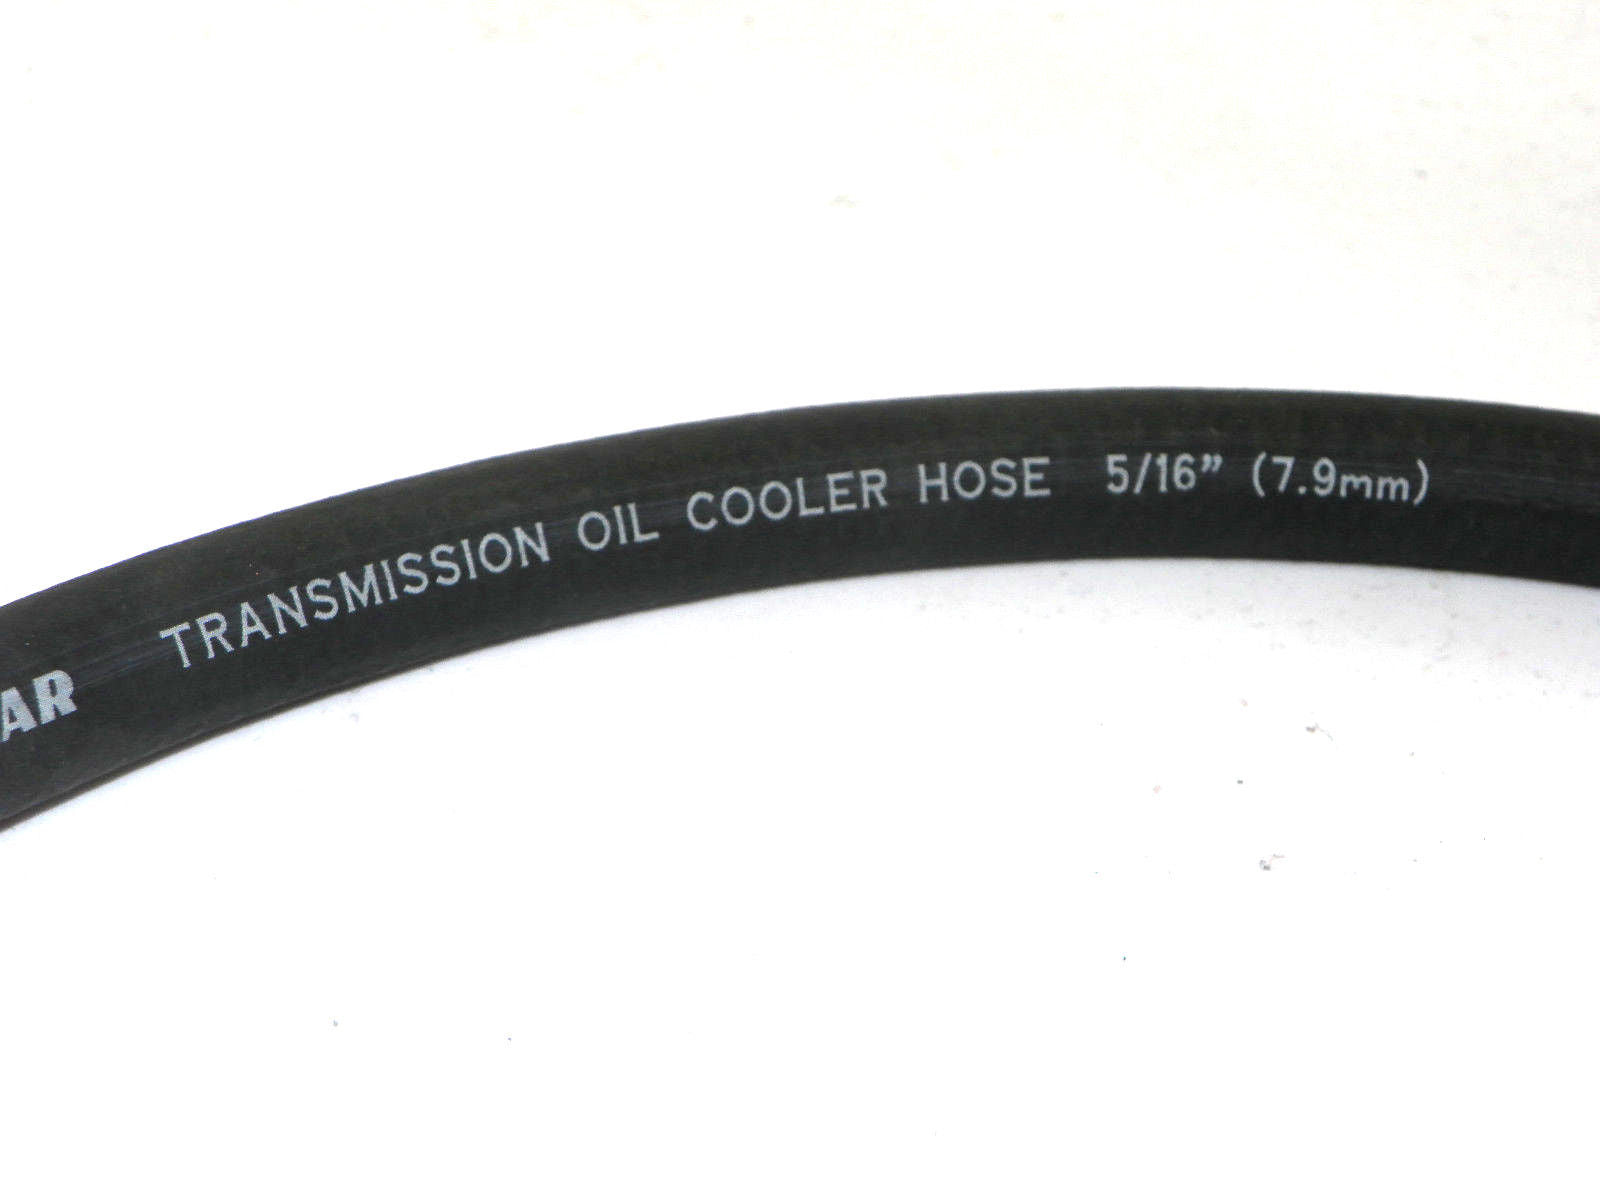 AR TRANSMISSION OIL COOLER HOSE 5/16” (7.9mm)